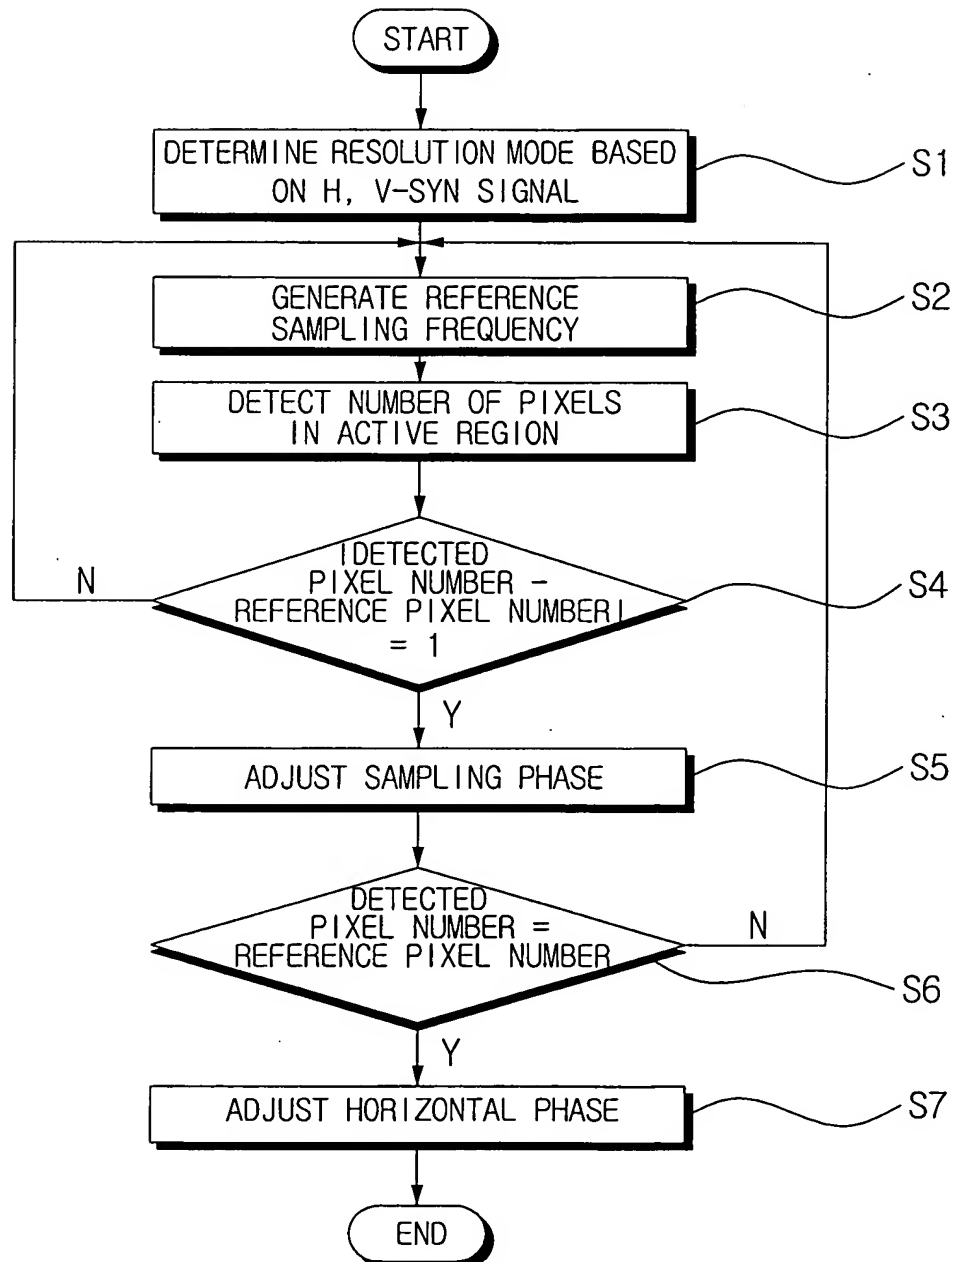 START
DETERMINE RESOLUTION MODE BASED
ON H, V-SYN SIGNAL
S1
GENERATE REFERENCE
SAMPLING FREQUENCY
S2
DETECT NUMBER OF PIXELS
IN ACTIVE REGION
S3
|DETECTED
PIXEL NUMBER -
REFERENCE PIXEL NUMBER|
= 1
S4
N
Y
ADJUST SAMPLING PHASE
S5
DETECTED
PIXEL NUMBER =
REFERENCE PIXEL NUMBER
N
S6
Y
ADJUST HORIZONTAL PHASE
S7
END